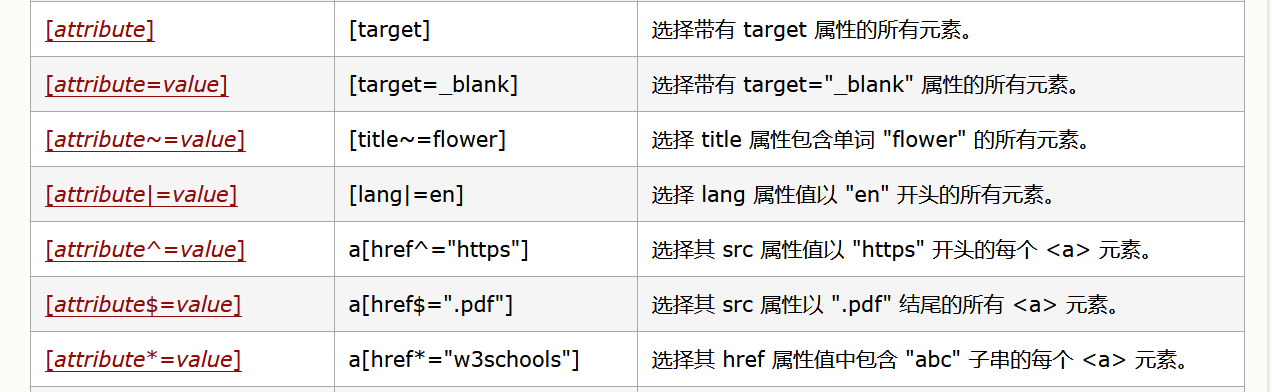 [attribute] [target] 选择带有 target 属性的所有元素。
[attribute=value] [target=_blank] 选择带有 target="_blank" 属性的所有元素。
[attribute~=value] [title~=flower] 选择 title 属性包含单词 "flower" 的所有元素。
[attribute|=value] [lang|=en] 选择 lang 属性值以 "en" 开头的所有元素。
[attribute^=value] a[href^="https"] 选择其 src 属性值以 "https" 开头的每个 <a> 元素。
[attribute$=value] a[href$=".pdf"] 选择其 src 属性以 ".pdf" 结尾的所有 <a> 元素。
[attribute*=value] a[href*="w3schools"] 选择其 href 属性值中包含 "abc" 子串的每个 <a> 元素。